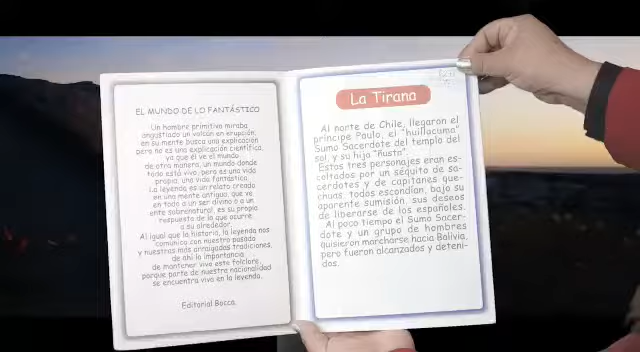 EL MUNDO DE LO FANTÁSTICO
Un hombre primitivo miraba
angustiado un volcán en erupción,
en su mente busca una explicación
pero no es una explicación científica,
ya que él ve el mundo
de otra manera, un mundo donde
todo está vivo, pero es una vida
propia, una vida fantástica.
La leyenda es un relato creado
en una mente antigua, que ve
en todo a un ser divino o a un
ente sobrenatural, es su propia
respuesta de lo que ocurre
a su alrededor.
Al igual que la historia, la leyenda nos
comunica con nuestro pasado
y nuestras más arraigadas tradiciones,
de ahí la importancia
de mantener vivo este folclore,
porque parte de nuestra nacionalidad
se encuentra viva en la leyenda.
Editorial Bocca.
La Tirana
Al norte de Chile, llegaron el
príncipe Paulo, el "huillacuma"
Sumo Sacerdote del templo del
sol, y su hija "ñusta".
Estos tres personajes eran es-
coltados por un séquito de sa-
cerdotes y de capitanes que-
chuas, todos escondían, bajo su
aparente sumisión, sus deseos
de liberarse de los españoles.
Al poco tiempo el Sumo Sacer-
dote y un grupo de hombres
quisieron marcharse hacia Bolivia,
pero fueron alcanzados y deteni-
dos.